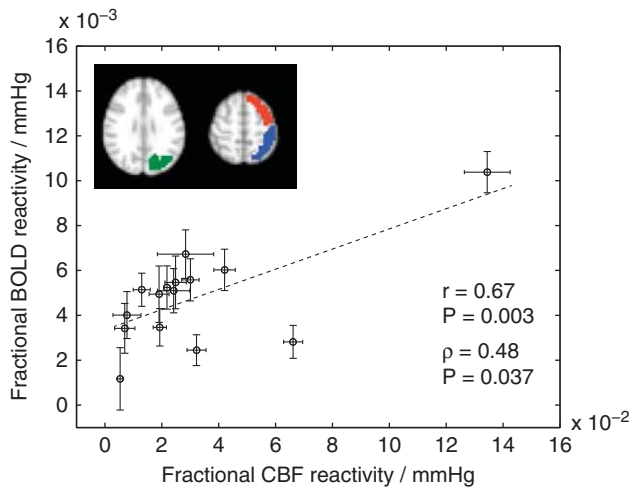 x 10⁻³
16
14
12
10
8
6
4
2
0
Fractional BOLD reactivity / mmHg
r = 0.67
P = 0.003
ρ = 0.48
P = 0.037
0 2 4 6 8 10 12 14 16
x 10⁻²
Fractional CBF reactivity / mmHg